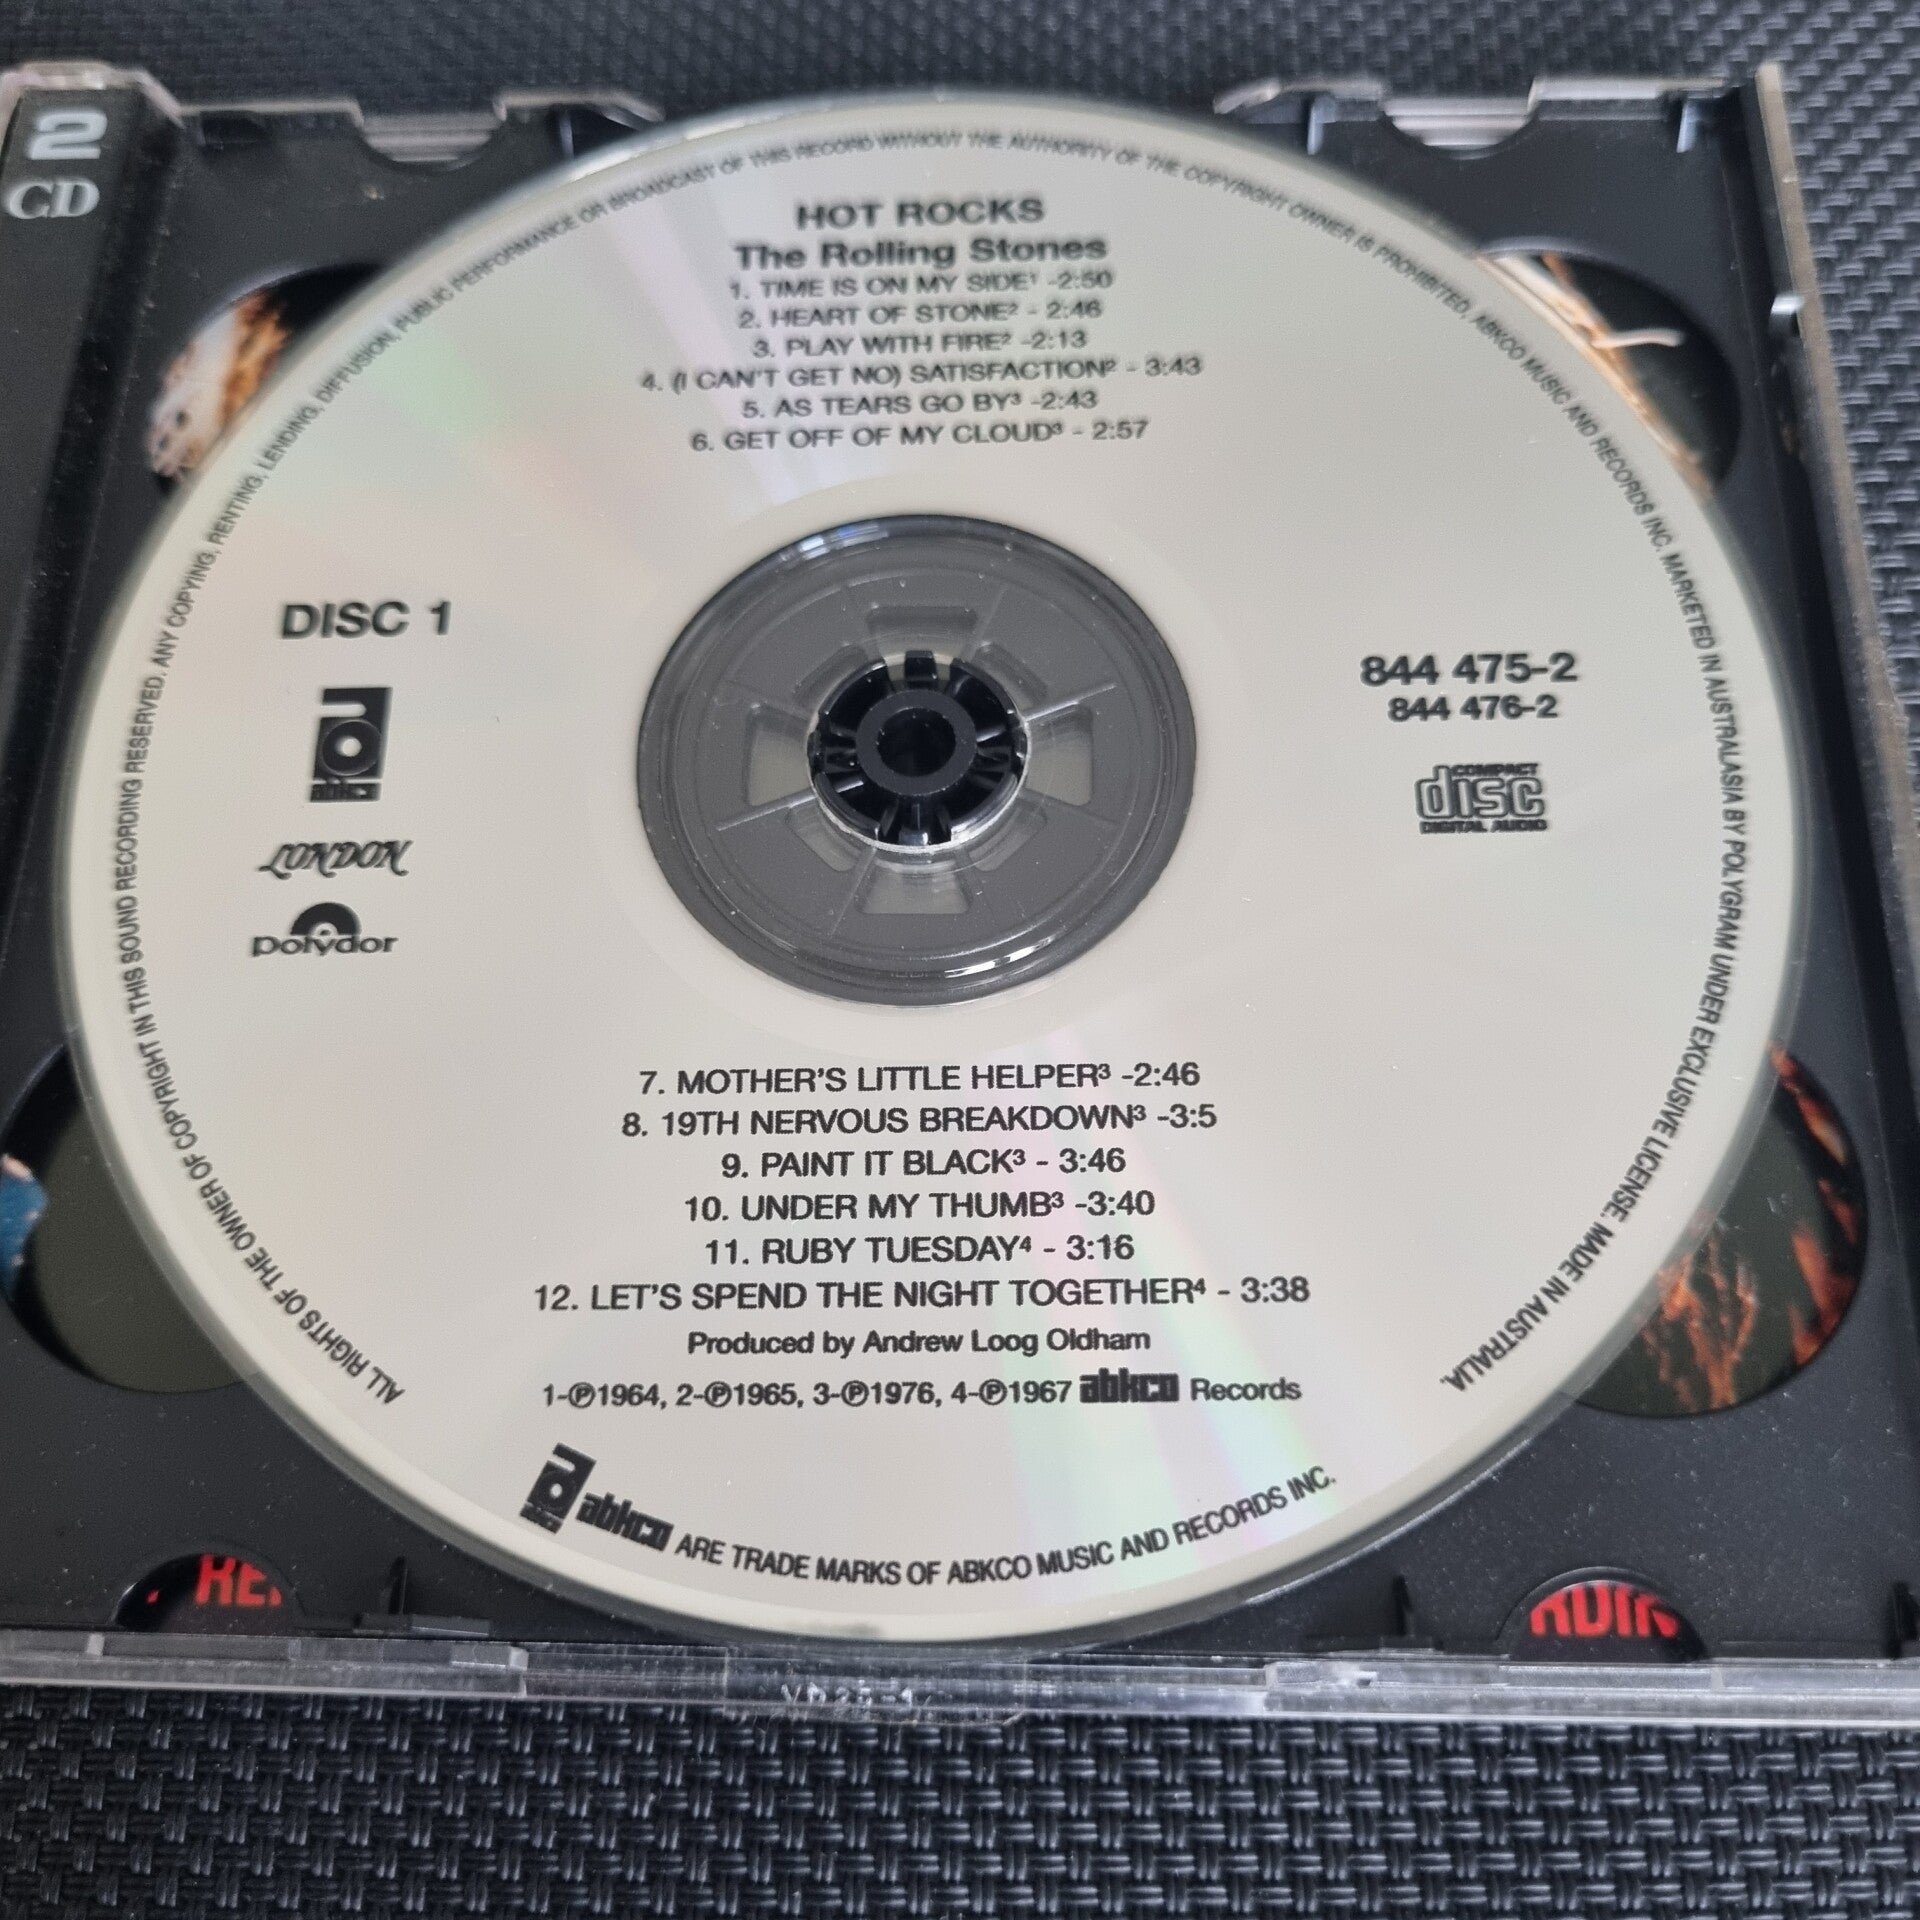 2
CD
HOT ROCKS
The Rolling Stones
1. TIME IS ON MY SIDE¹ -2:50
2. HEART OF STONE² - 2:46
3. PLAY WITH FIRE² -2:13
4. (I CAN'T GET NO) SATISFACTION² - 3:43
5. AS TEARS GO BY³ -2:43
6. GET OFF OF MY CLOUD³ - 2:57
DISC 1
abkco
LONDON
polydor
844 475-2
844 476-2
COMPACT
disc
DIGITAL AUDIO
7. MOTHER'S LITTLE HELPER³ -2:46
8. 19TH NERVOUS BREAKDOWN³ -3:5
9. PAINT IT BLACK³ - 3:46
10. UNDER MY THUMB³ -3:40
11. RUBY TUESDAY⁴ - 3:16
12. LET'S SPEND THE NIGHT TOGETHER⁴ - 3:38
Produced by Andrew Loog Oldham
1-℗1964, 2-℗1965, 3-℗1976, 4-℗1967 abkco Records
ALL RIGHTS OF THE OWNER OF COPYRIGHT IN THIS SOUND RECORDING RESERVED. ANY COPYING, RENTING, LENDING, DIFFUSION, PUBLIC PERFORMANCE OR BROADCAST OF THIS RECORD WITHOUT THE AUTHORITY OF THE COPYRIGHT OWNER IS PROHIBITED, ABKCO MUSIC AND RECORDS INC. MARKETED IN AUSTRALASIA BY POLYGRAM UNDER EXCLUSIVE LICENSE. MADE IN AUSTRALIA.
abkco abkco ARE TRADE MARKS OF ABKCO MUSIC AND RECORDS INC.